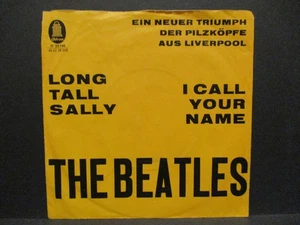 EIN NEUER TRIUMPH
DER PILZKÖPFE
AUS LIVERPOOL
LONG
TALL
SALLY
I CALL
YOUR
NAME
THE BEATLES